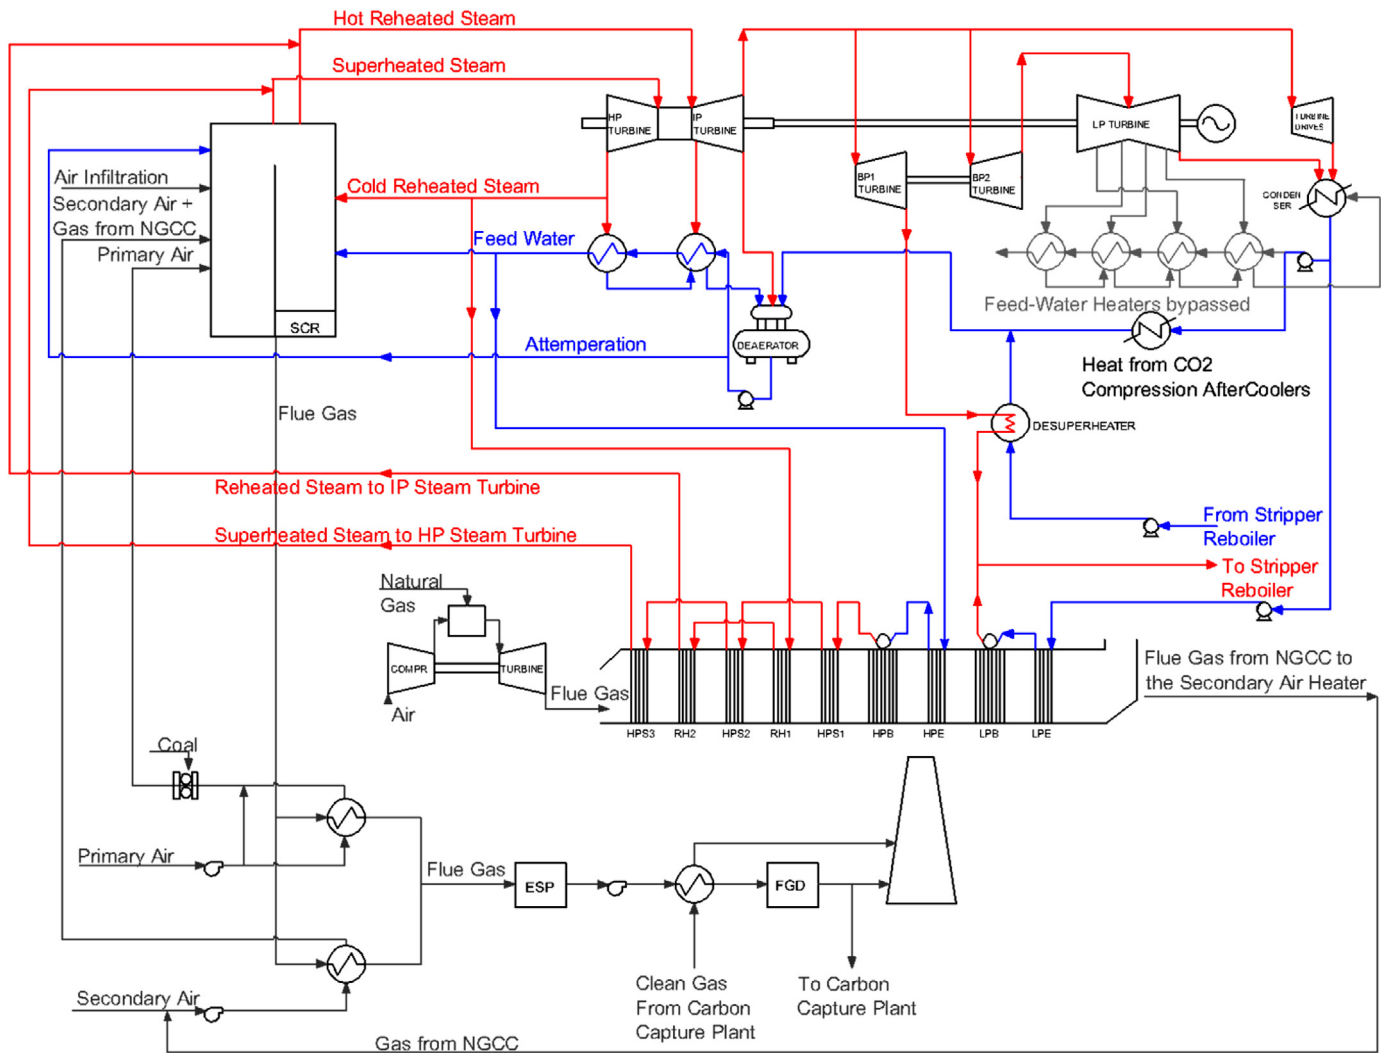 Hot Reheated Steam
Superheated Steam
HP
TURBINE
IP
TURBINE
LP TURBINE
TURBINE
DRIVES
BP1
TURBINE
BP2
TURBINE
CONDEN
SER
Air Infiltration
Secondary Air +
Gas from NGCC
Primary Air
Cold Reheated Steam
Feed Water
Feed-Water Heaters bypassed
SCR
DEAERATOR
Attemperation
Heat from CO2
Compression AfterCoolers
Flue Gas
DESUPERHEATER
Reheated Steam to IP Steam Turbine
From Stripper
Reboiler
Superheated Steam to HP Steam Turbine
To Stripper
Reboiler
Natural
Gas
COMPR
TURBINE
Air
Flue Gas
Flue Gas from NGCC to
the Secondary Air Heater
HPS3
RH2
HPS2
RH1
HPS1
HPB
HPE
LPB
LPE
Coal
Primary Air
Flue Gas
ESP
FGD
Clean Gas
From Carbon
Capture Plant
To Carbon
Capture Plant
Secondary Air
Gas from NGCC